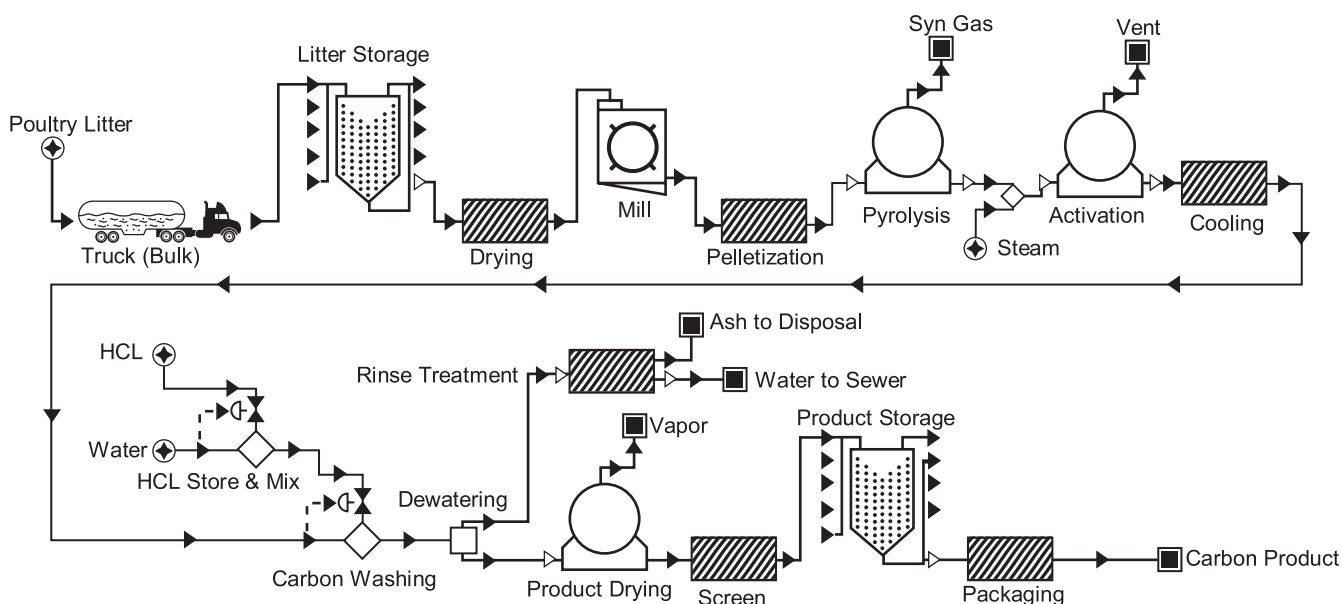 Syn Gas
Vent
Litter Storage
Poultry Litter
Truck (Bulk)
Drying
Mill
Pelletization
Pyrolysis
Steam
Activation
Cooling
HCL
Ash to Disposal
Rinse Treatment
Water to Sewer
Product Storage
Vapor
Water
HCL Store & Mix
Dewatering
Carbon Washing
Product Drying
Screen
Packaging
Carbon Product